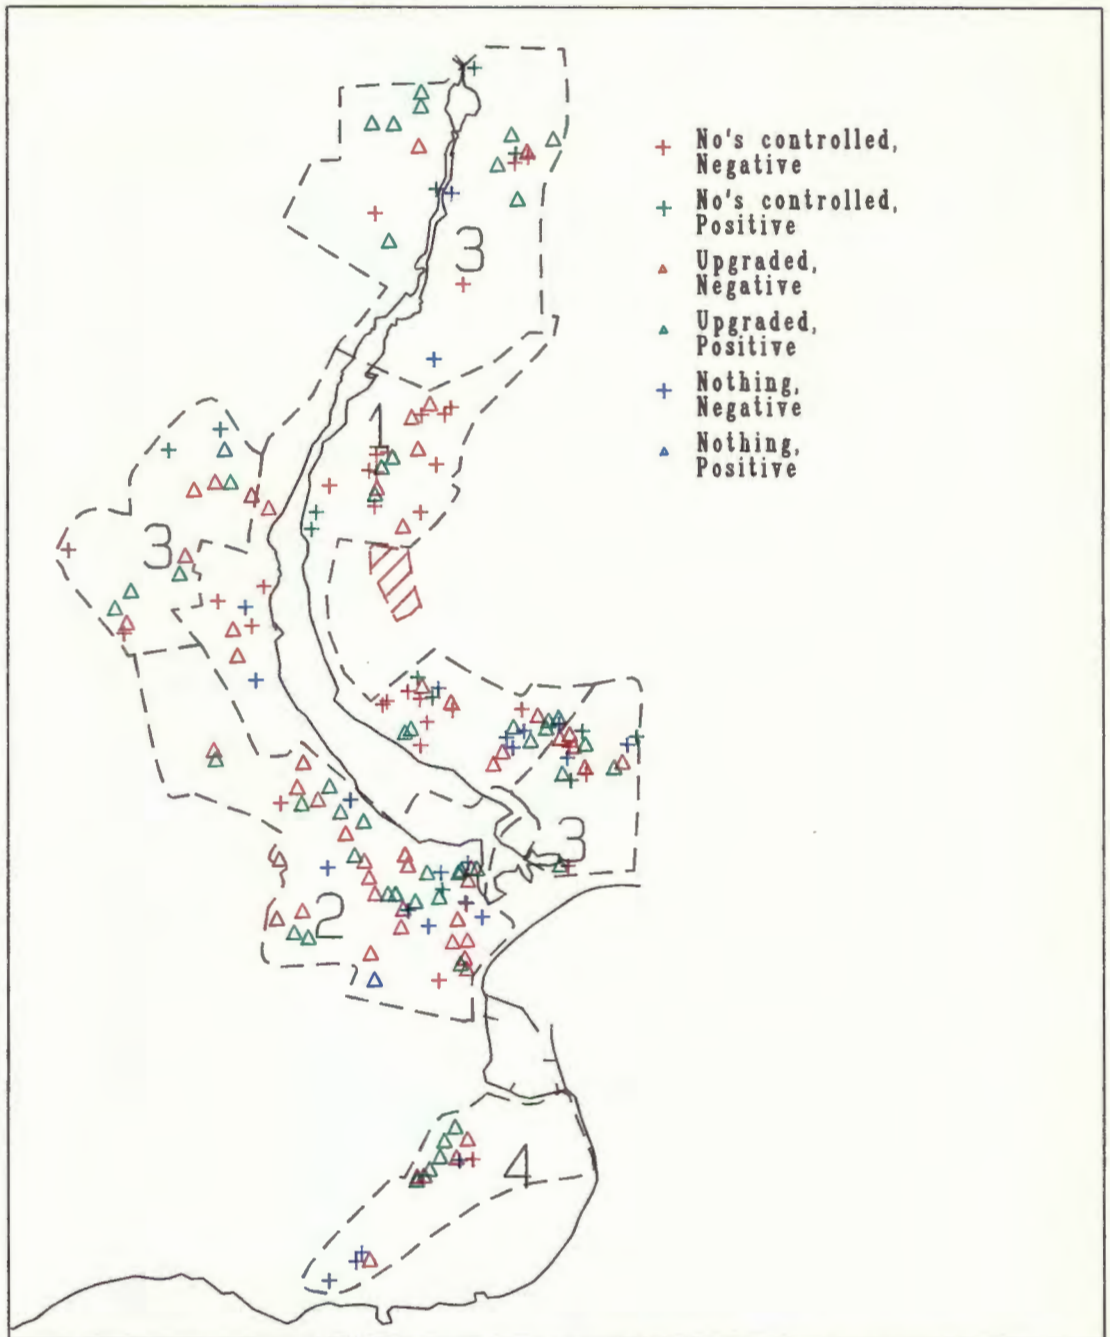 No's controlled,
Negative
No's controlled,
Positive
Upgraded,
Negative
Upgraded,
Positive
Nothing,
Negative
Nothing,
Positive
3
1
3
3
2
4